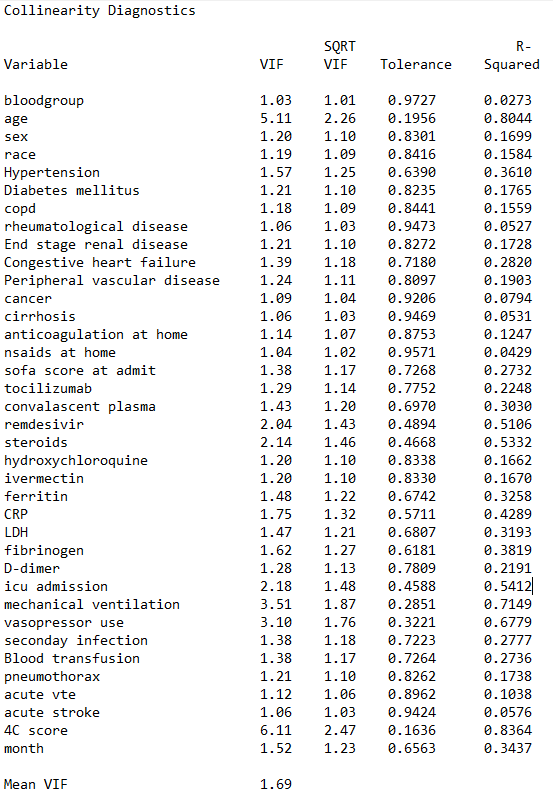 Collinearity Diagnostics
SQRT R-
Variable VIF VIF Tolerance Squared
bloodgroup 1.03 1.01 0.9727 0.0273
age 5.11 2.26 0.1956 0.8044
sex 1.20 1.10 0.8301 0.1699
race 1.19 1.09 0.8416 0.1584
Hypertension 1.57 1.25 0.6390 0.3610
Diabetes mellitus 1.21 1.10 0.8235 0.1765
copd 1.18 1.09 0.8441 0.1559
rheumatological disease 1.06 1.03 0.9473 0.0527
End stage renal disease 1.21 1.10 0.8272 0.1728
Congestive heart failure 1.39 1.18 0.7180 0.2820
Peripheral vascular disease 1.24 1.11 0.8097 0.1903
cancer 1.09 1.04 0.9206 0.0794
cirrhosis 1.06 1.03 0.9469 0.0531
anticoagulation at home 1.14 1.07 0.8753 0.1247
nsaids at home 1.04 1.02 0.9571 0.0429
sofa score at admit 1.38 1.17 0.7268 0.2732
tocilizumab 1.29 1.14 0.7752 0.2248
convalascent plasma 1.43 1.20 0.6970 0.3030
remdesivir 2.04 1.43 0.4894 0.5106
steroids 2.14 1.46 0.4668 0.5332
hydroxychloroquine 1.20 1.10 0.8338 0.1662
ivermectin 1.20 1.10 0.8330 0.1670
ferritin 1.48 1.22 0.6742 0.3258
CRP 1.75 1.32 0.5711 0.4289
LDH 1.47 1.21 0.6807 0.3193
fibrinogen 1.62 1.27 0.6181 0.3819
D-dimer 1.28 1.13 0.7809 0.2191
icu admission 2.18 1.48 0.4588 0.5412
mechanical ventilation 3.51 1.87 0.2851 0.7149
vasopressor use 3.10 1.76 0.3221 0.6779
seconday infection 1.38 1.18 0.7223 0.2777
Blood transfusion 1.38 1.17 0.7264 0.2736
pneumothorax 1.21 1.10 0.8262 0.1738
acute vte 1.12 1.06 0.8962 0.1038
acute stroke 1.06 1.03 0.9424 0.0576
4C score 6.11 2.47 0.1636 0.8364
month 1.52 1.23 0.6563 0.3437
Mean VIF 1.69